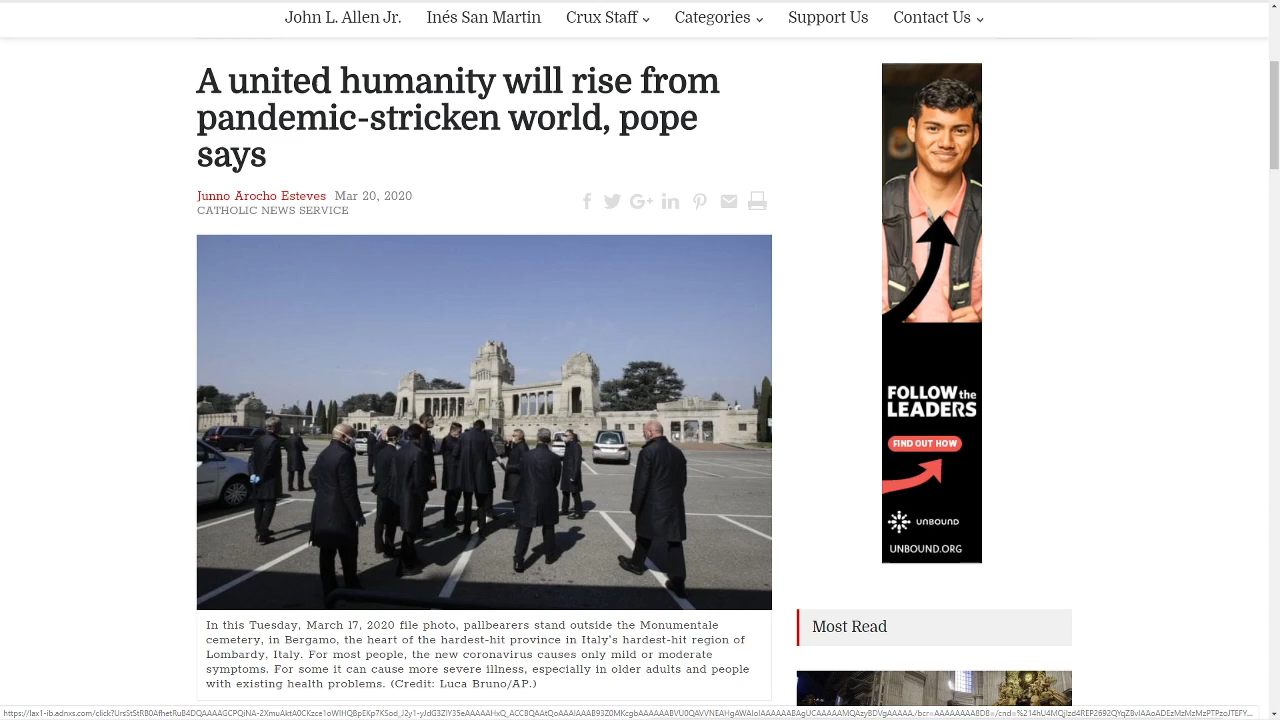 John L. Allen Jr. Inés San Martin Crux Staff Categories Support Us Contact Us
A united humanity will rise from
pandemic-stricken world, pope
says
Junno Arocho Esteves Mar 20, 2020
CATHOLIC NEWS SERVICE
In this Tuesday, March 17, 2020 file photo, pallbearers stand outside the Monumentale
cemetery, in Bergamo, the heart of the hardest-hit province in Italy's hardest-hit region of
Lombardy, Italy. For most people, the new coronavirus causes only mild or moderate
symptoms. For some it can cause more severe illness, especially in older adults and people
with existing health problems. (Credit: Luca Bruno/AP.)
FOLLOW the
LEADERS
FIND OUT HOW
UNBOUND
UNBOUND.ORG
Most Read